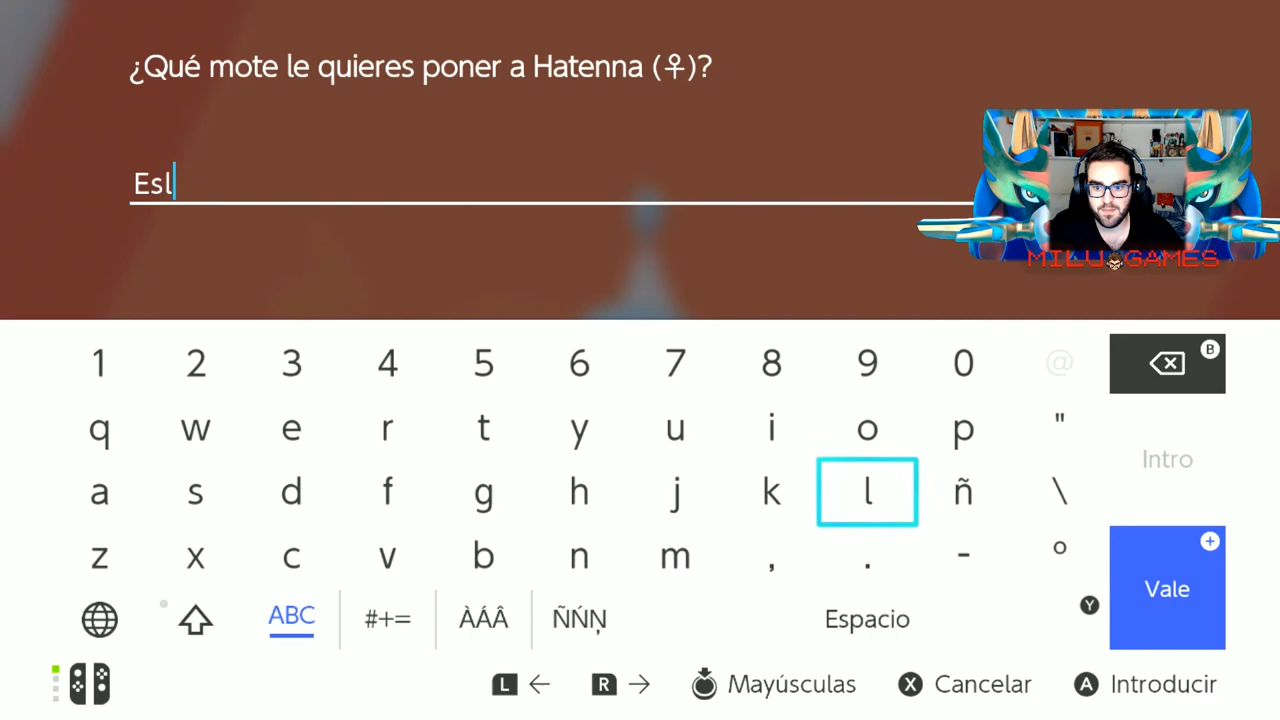 ¿Qué mote le quieres poner a Hatenna (♀)?
Esl
MILU GAMES
1 2 3 4 5 6 7 8 9 0 @ B
q w e r t y u i o p " Intro
a s d f g h j k l ñ \
z x c v b n m , . - º + Vale
ABC #+= ÀÁÂ ÑŃŅ Espacio Y
L ← R → Mayúsculas X Cancelar A Introducir